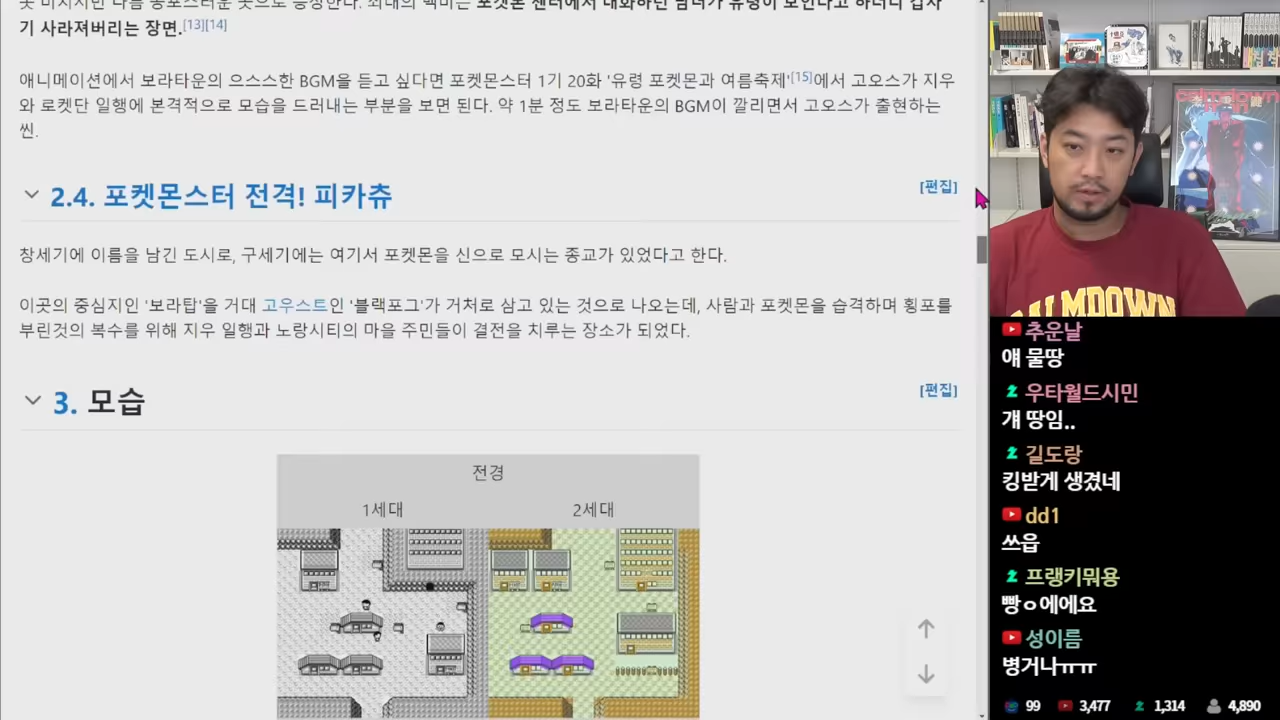 기 사라져버리는 장면.[13][14]
애니메이션에서 보라타운의 으스스한 BGM을 듣고 싶다면 포켓몬스터 1기 20화 '유령 포켓몬과 여름축제'[15]에서 고오스가 지우
와 로켓단 일행에 본격적으로 모습을 드러내는 부분을 보면 된다. 약 1분 정도 보라타운의 BGM이 깔리면서 고오스가 출현하는
씬.
2.4. 포켓몬스터 전격! 피카츄
[편집]
창세기에 이름을 남긴 도시로, 구세기에는 여기서 포켓몬을 신으로 모시는 종교가 있었다고 한다.
이곳의 중심지인 '보라탑'을 거대 고우스트인 '블랙포그'가 거처로 삼고 있는 것으로 나오는데, 사람과 포켓몬을 습격하며 횡포를
부린것의 복수를 위해 지우 일행과 노랑시티의 마을 주민들이 결전을 치루는 장소가 되었다.
3. 모습
[편집]
전경
1세대
2세대
CALMDOWN
추운날
얘 물땅
우타월드시민
걔 땅임..
길도랑
킹받게 생겼네
dd1
쓰읍
프랭키뭐용
빵ㅇ에에요
성이름
병거나ㅠㅠ
99
3,477
1,314
4,890